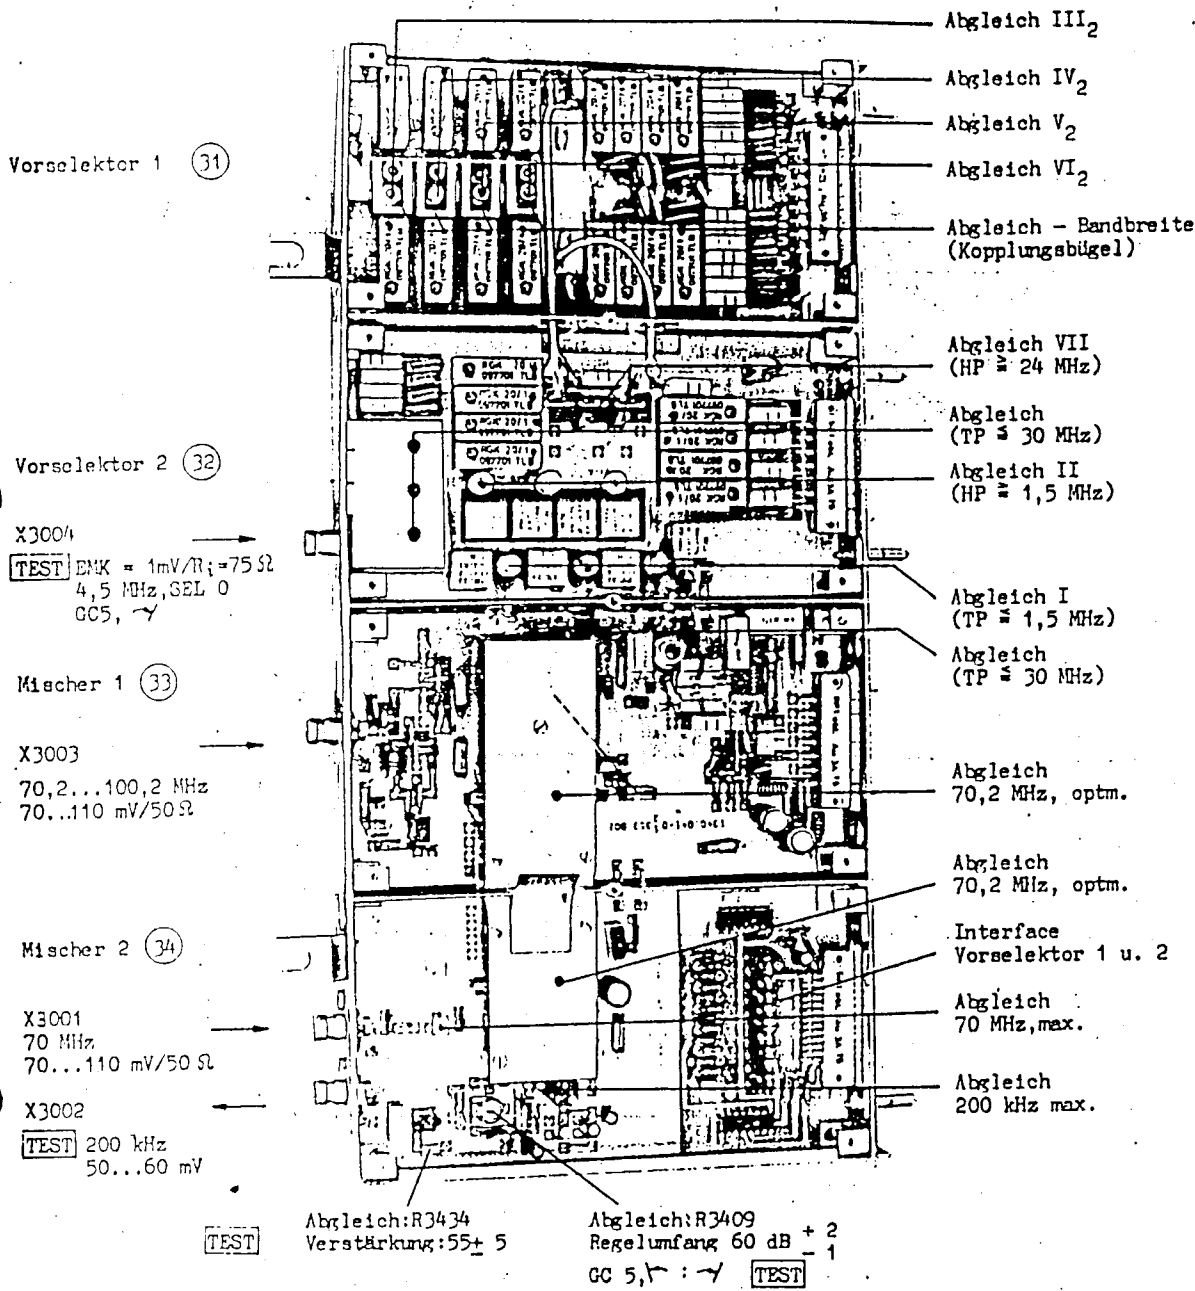 Abgleich III₂
Abgleich IV₂
Abgleich V₂
Abgleich VI₂
Abgleich – Bandbreite
(Kopplungsbügel)
Abgleich VII
(HP ≧ 24 MHz)
Abgleich
(TP ≦ 30 MHz)
Abgleich II
(HP ≧ 1,5 MHz)
Abgleich I
(TP ≦ 1,5 MHz)
Abgleich
(TP ≦ 30 MHz)
Abgleich
70,2 MHz, optm.
Abgleich
70,2 MHz, optm.
Interface
Vorselektor 1 u. 2
Abgleich
70 MHz,max.
Abgleich
200 kHz max.
Vorselektor 1 31
Vorselektor 2 32
X3004
TEST EMK = 1mV/Ri=75 Ω
4,5 MHz,SEL 0
GC5,
Mischer 1 33
X3003
70,2...100,2 MHz
70...110 mV/50 Ω
Mischer 2 34
X3001
70 MHz
70...110 mV/50 Ω
X3002
TEST 200 kHz
50...60 mV
TEST
Abgleich:R3434
Verstärkung:55± 5
Abgleich:R3409
Regelumfang 60 dB + 2 − 1
GC 5, : TEST